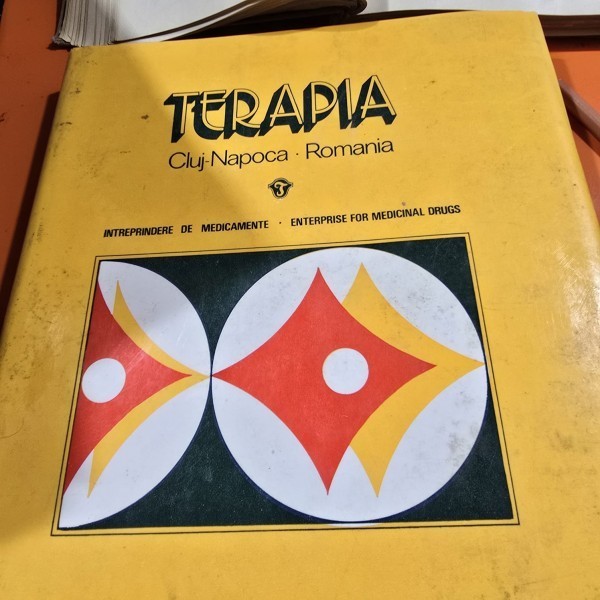 TERAPIA
Cluj-Napoca · Romania
T
INTREPRINDERE DE MEDICAMENTE · ENTERPRISE FOR MEDICINAL DRUGS